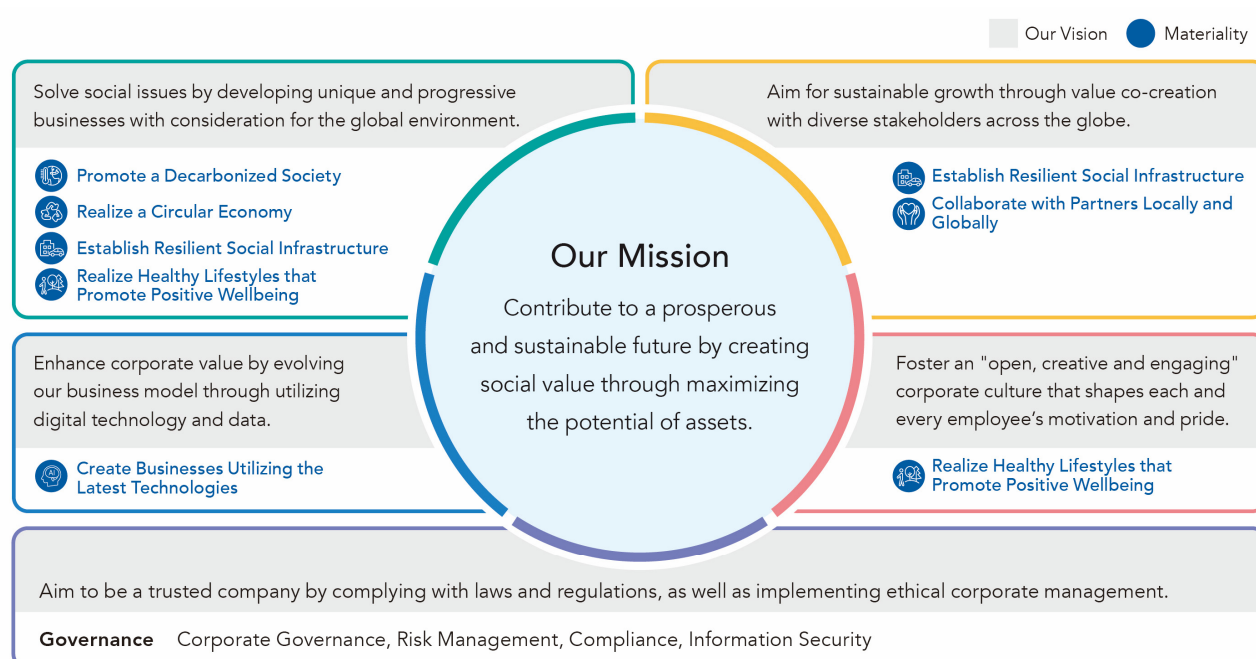 Our Vision
Materiality
Solve social issues by developing unique and progressive
businesses with consideration for the global environment.
Promote a Decarbonized Society
Realize a Circular Economy
Establish Resilient Social Infrastructure
Realize Healthy Lifestyles that
Promote Positive Wellbeing
Aim for sustainable growth through value co-creation
with diverse stakeholders across the globe.
Establish Resilient Social Infrastructure
Collaborate with Partners Locally and
Globally
Our Mission
Contribute to a prosperous
and sustainable future by creating
social value through maximizing
the potential of assets.
Enhance corporate value by evolving
our business model through utilizing
digital technology and data.
AI
Create Businesses Utilizing the
Latest Technologies
Foster an "open, creative and engaging"
corporate culture that shapes each and
every employee’s motivation and pride.
Realize Healthy Lifestyles that
Promote Positive Wellbeing
Aim to be a trusted company by complying with laws and regulations, as well as implementing ethical corporate management.
Governance Corporate Governance, Risk Management, Compliance, Information Security